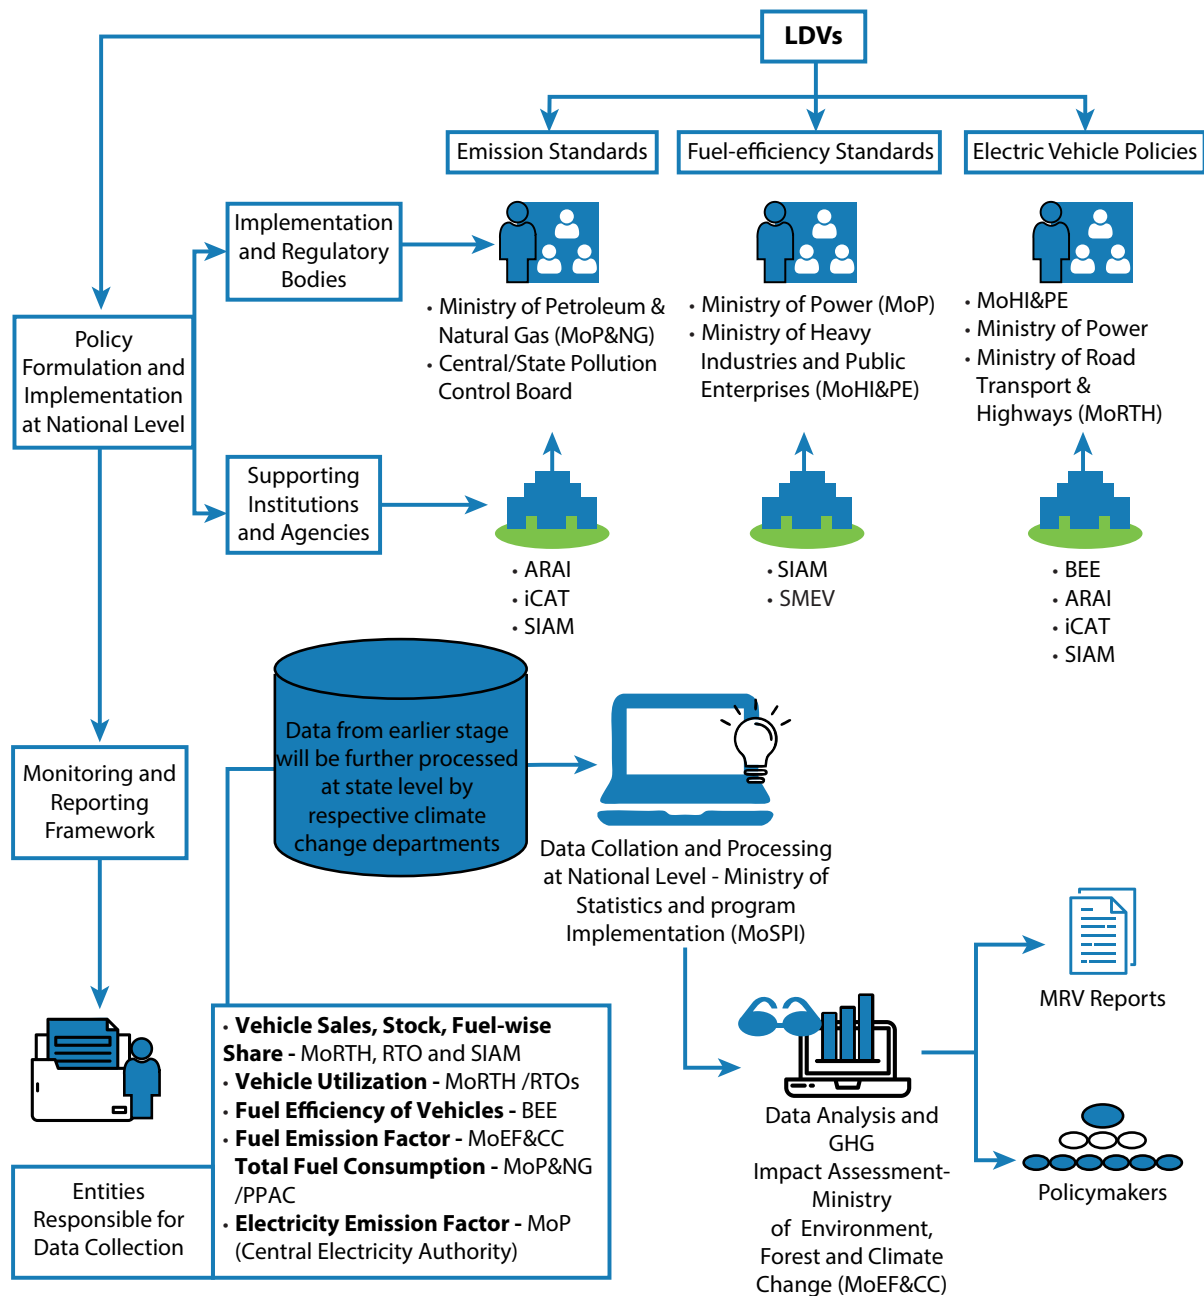 LDVs
Emission Standards
Fuel-efficiency Standards
Electric Vehicle Policies
Implementation
and Regulatory
Bodies
• Ministry of Petroleum &
Natural Gas (MoP&NG)
• Central/State Pollution
Control Board
• Ministry of Power (MoP)
• Ministry of Heavy
Industries and Public
Enterprises (MoHI&PE)
• MoHI&PE
• Ministry of Power
• Ministry of Road
Transport &
Highways (MoRTH)
Policy
Formulation and
Implementation
at National Level
Supporting
Institutions
and Agencies
• ARAI
• iCAT
• SIAM
• SIAM
• SMEV
• BEE
• ARAI
• iCAT
• SIAM
Data from earlier stage
will be further processed
at state level by
respective climate
change departments
Monitoring and
Reporting
Framework
Data Collation and Processing
at National Level - Ministry of
Statistics and program
Implementation (MoSPI)
MRV Reports
• Vehicle Sales, Stock, Fuel-wise
Share - MoRTH, RTO and SIAM
• Vehicle Utilization - MoRTH /RTOs
• Fuel Efficiency of Vehicles - BEE
• Fuel Emission Factor - MoEF&CC
Total Fuel Consumption - MoP&NG
/PPAC
• Electricity Emission Factor - MoP
(Central Electricity Authority)
Entities
Responsible for
Data Collection
Data Analysis and
GHG
Impact Assessment-
Ministry
of Environment,
Forest and Climate
Change (MoEF&CC)
Policymakers